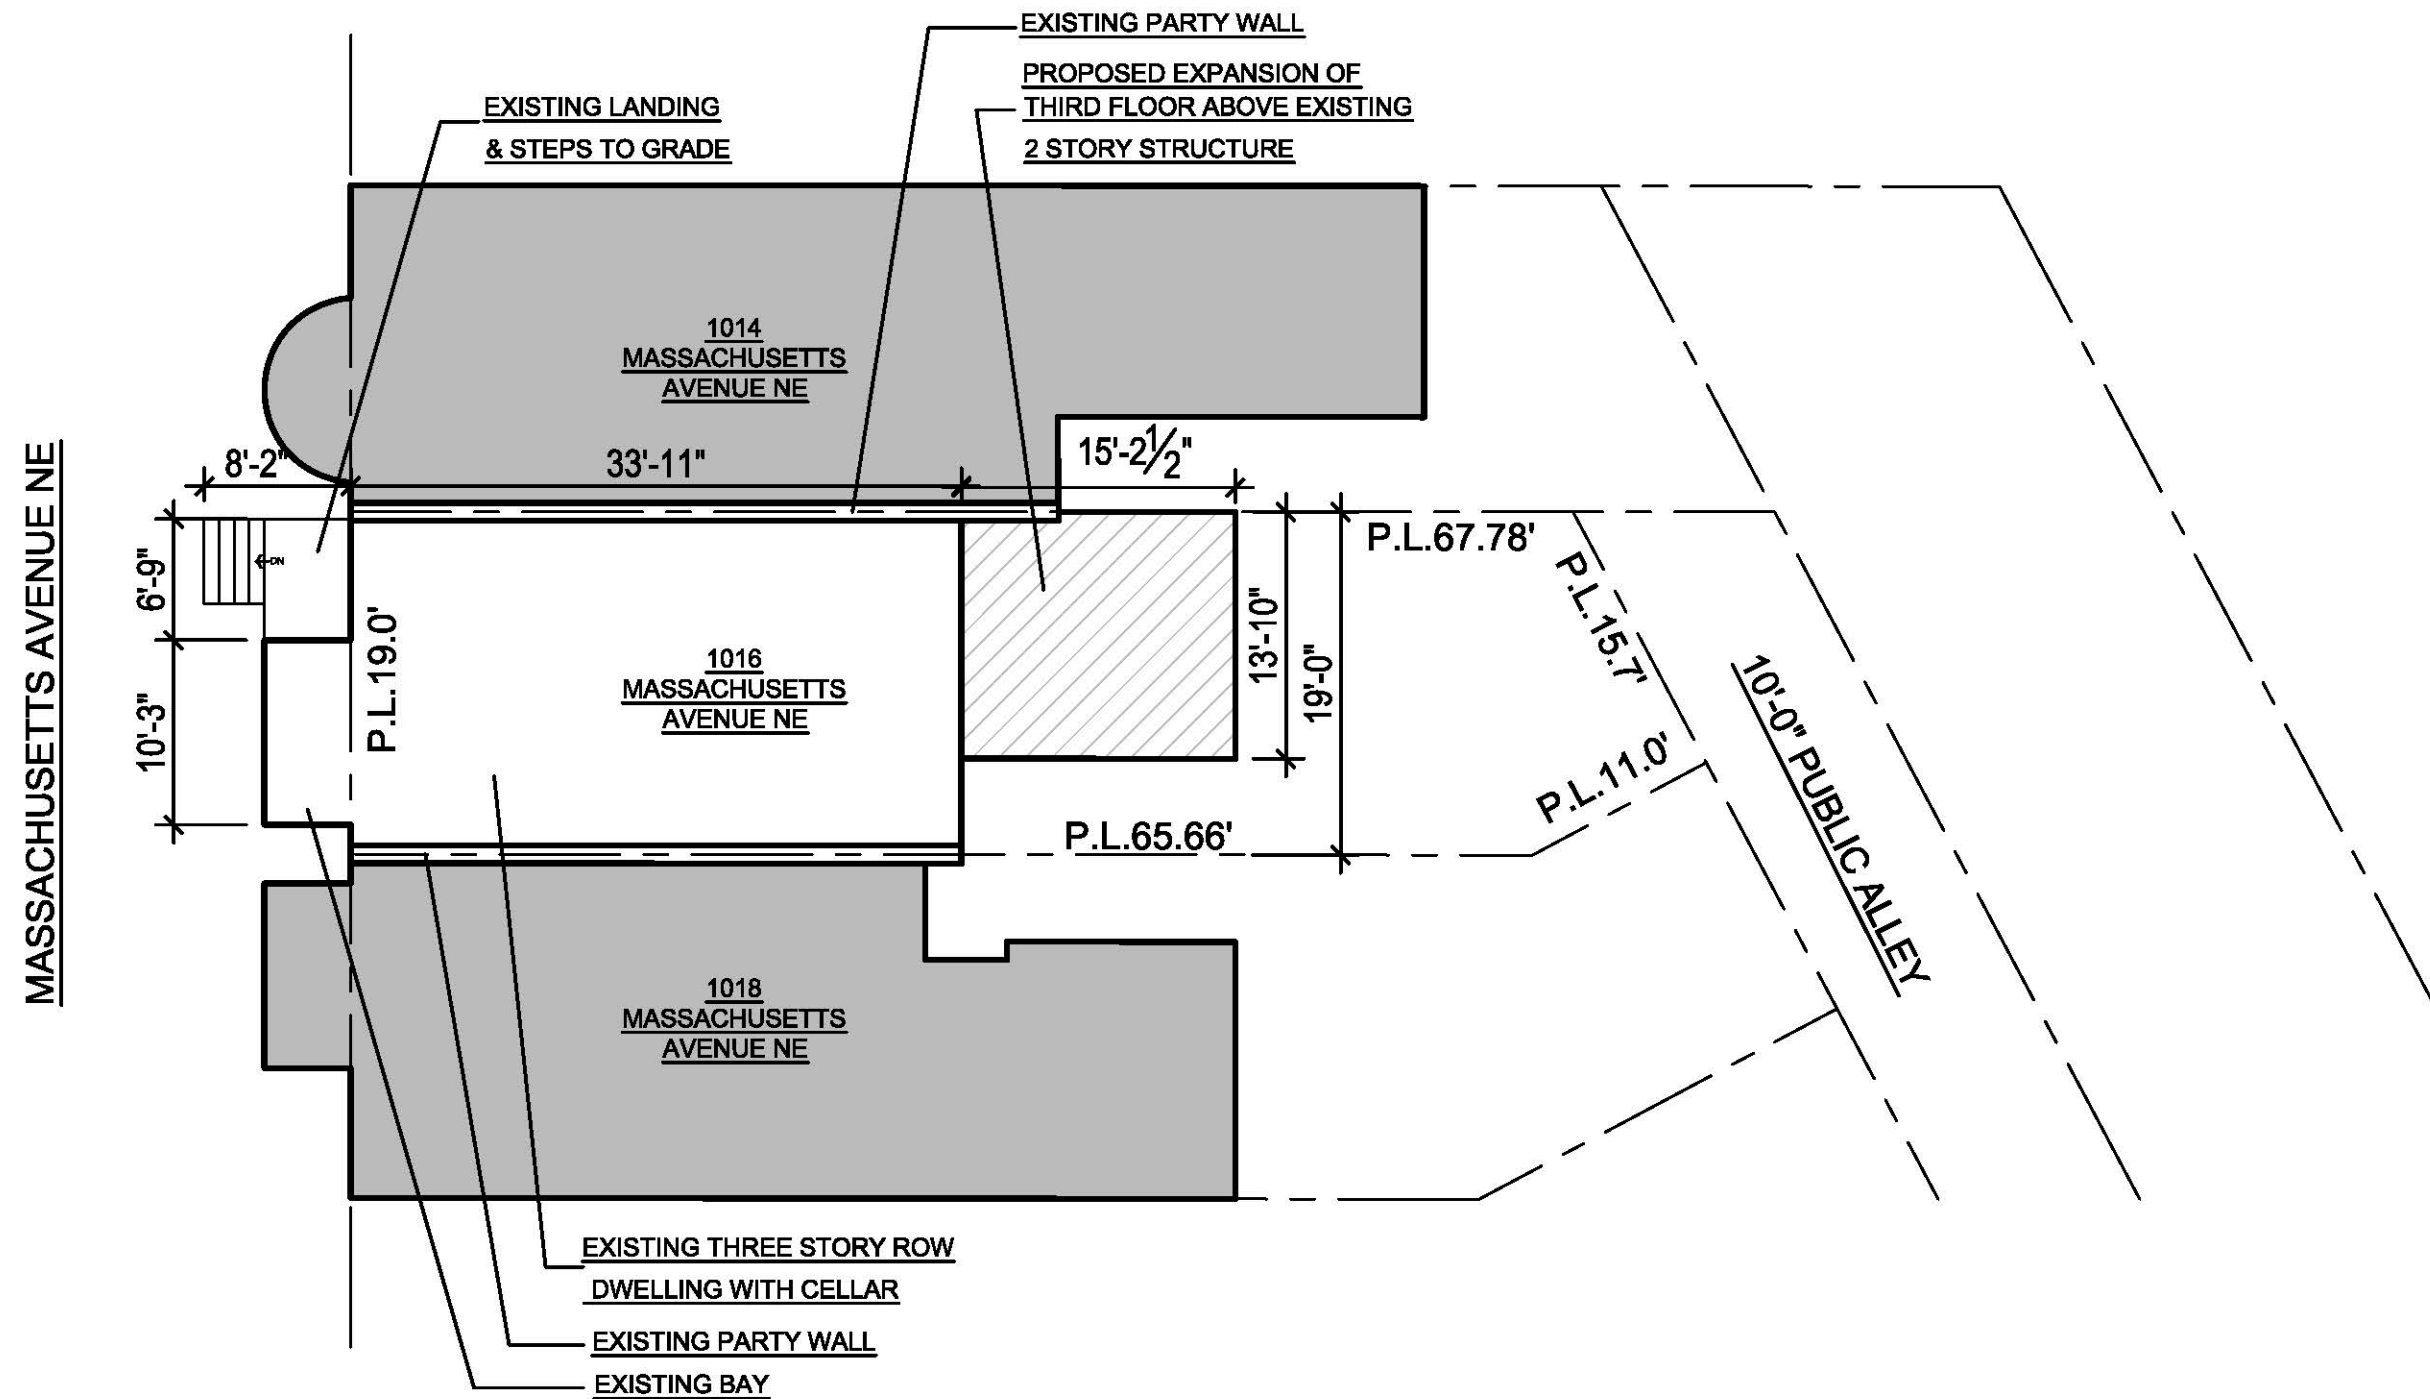 EXISTING PARTY WALL
PROPOSED EXPANSION OF
THIRD FLOOR ABOVE EXISTING
2 STORY STRUCTURE
EXISTING LANDING
& STEPS TO GRADE
1014
MASSACHUSETTS
AVENUE NE
8'-2"
33'-11"
15'-2½"
MASSACHUSETTS AVENUE NE
6'-9"
10'-3"
DN
P.L.19.0'
1016
MASSACHUSETTS
AVENUE NE
13'-10"
19'-0"
P.L.67.78'
P.L.15.7'
P.L.11.0'
10'-0" PUBLIC ALLEY
P.L.65.66'
1018
MASSACHUSETTS
AVENUE NE
EXISTING THREE STORY ROW
DWELLING WITH CELLAR
EXISTING PARTY WALL
EXISTING BAY